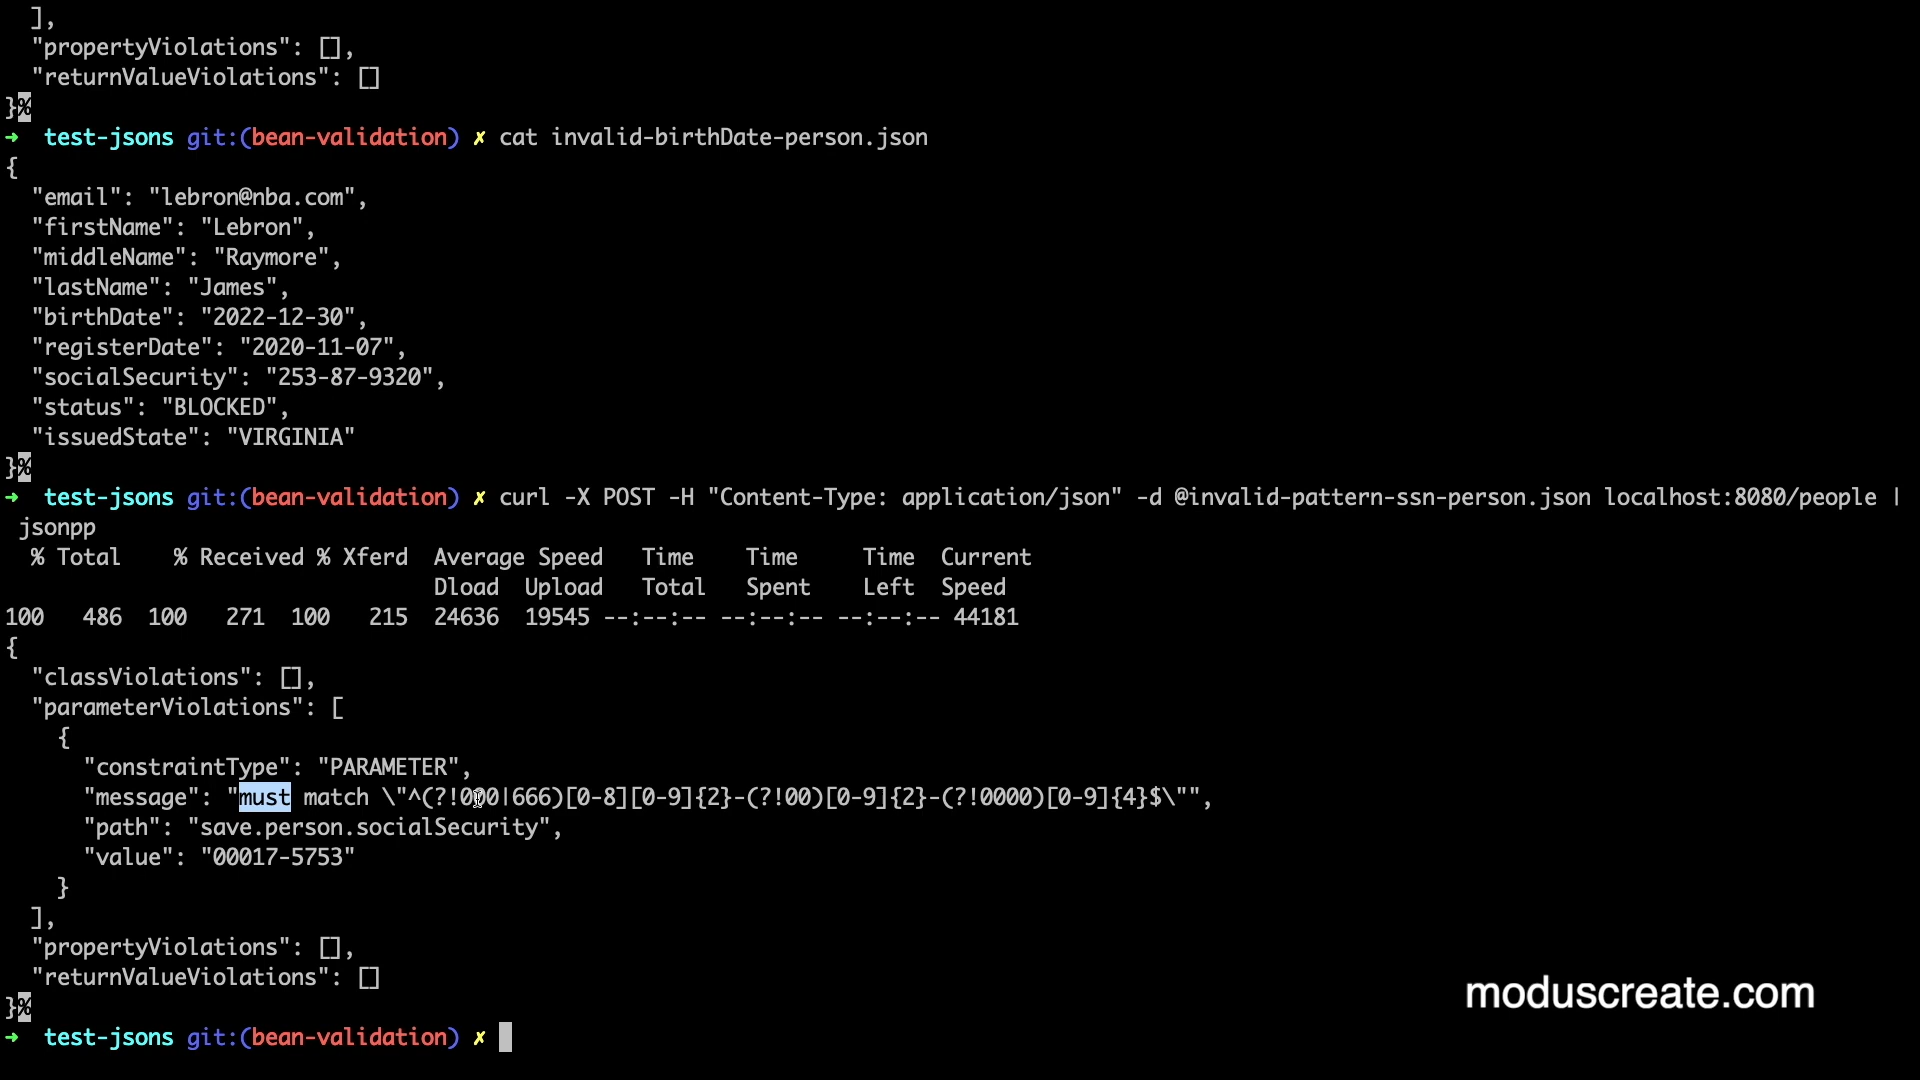 ],
"propertyViolations": [],
"returnValueViolations": []
}%
➜ test-jsons git:(bean-validation) ✗ cat invalid-birthDate-person.json
{
"email": "lebron@nba.com",
"firstName": "Lebron",
"middleName": "Raymore",
"lastName": "James",
"birthDate": "2022-12-30",
"registerDate": "2020-11-07",
"socialSecurity": "253-87-9320",
"status": "BLOCKED",
"issuedState": "VIRGINIA"
}%
➜ test-jsons git:(bean-validation) ✗ curl -X POST -H "Content-Type: application/json" -d @invalid-pattern-ssn-person.json localhost:8080/people |
jsonpp
% Total % Received % Xferd Average Speed Time Time Time Current
Dload Upload Total Spent Left Speed
100 486 100 271 100 215 24636 19545 --:--:-- --:--:-- --:--:-- 44181
{
"classViolations": [],
"parameterViolations": [
{
"constraintType": "PARAMETER",
"message": "must match \"^(?!000|666)[0-8][0-9]{2}-(?!00)[0-9]{2}-(?!0000)[0-9]{4}$\"",
"path": "save.person.socialSecurity",
"value": "00017-5753"
}
],
"propertyViolations": [],
"returnValueViolations": []
}%
➜ test-jsons git:(bean-validation) ✗
moduscreate.com